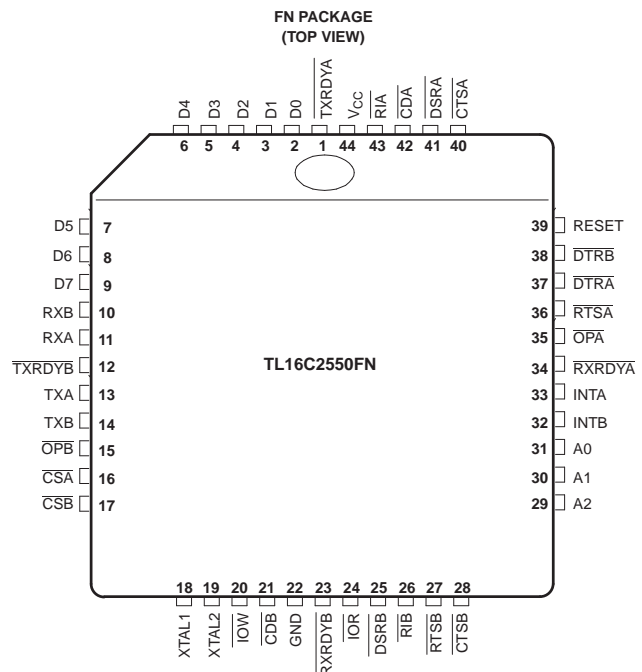 FN PACKAGE
(TOP VIEW)
D4
D3
D2
D1
D0
TXRDYA
VCC
RIA
CDA
DSRA
CTSA
6 5 4 3 2 1 44 43 42 41 40
D5 7
D6 8
D7 9
RXB 10
RXA 11
TXRDYB 12
TXA 13
TXB 14
OPB 15
CSA 16
CSB 17
TL16C2550FN
39 RESET
38 DTRB
37 DTRA
36 RTSA
35 OPA
34 RXRDYA
33 INTA
32 INTB
31 A0
30 A1
29 A2
18 19 20 21 22 23 24 25 26 27 28
XTAL1
XTAL2
IOW
CDB
GND
RXRDYB
IOR
DSRB
RIB
RTSB
CTSB